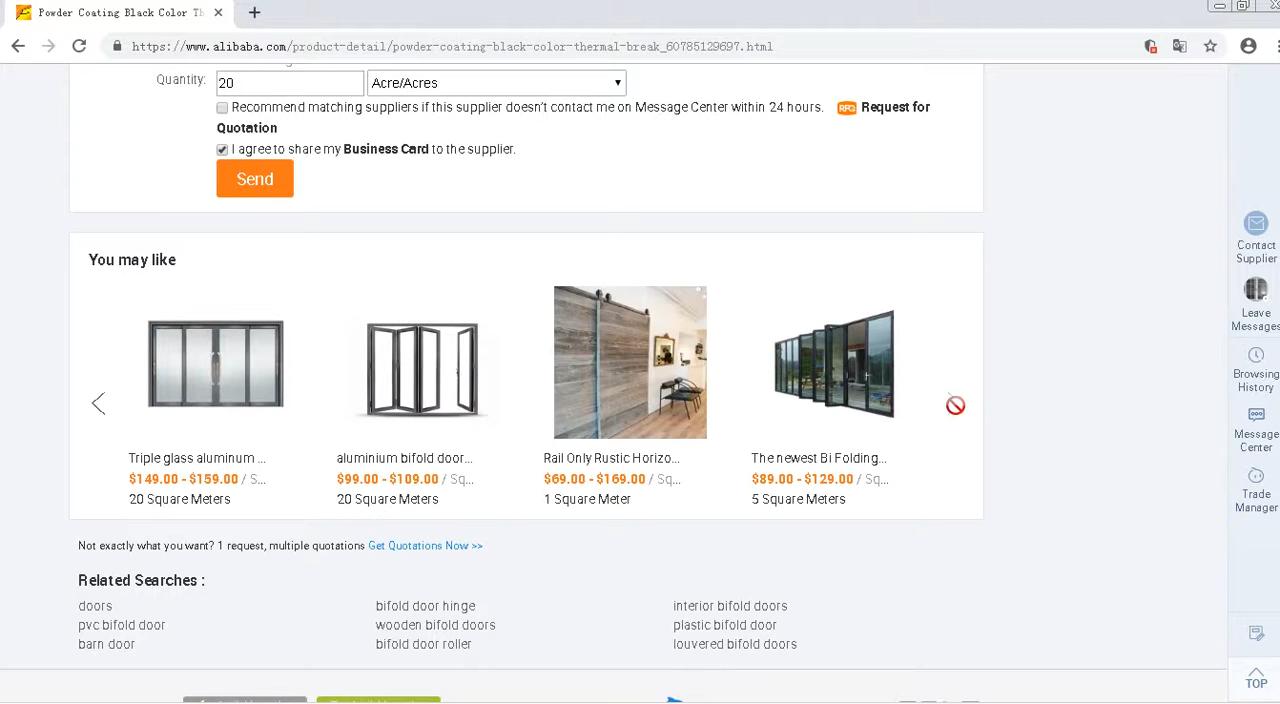 Powder Coating Black Color Th
https://www.alibaba.com/product-detail/powder-coating-black-color-thermal-break_60785129697.html
Quantity: 20 Acre/Acres
Recommend matching suppliers if this supplier doesn't contact me on Message Center within 24 hours. RFQ Request for
Quotation
I agree to share my Business Card to the supplier.
Send
You may like
Triple glass aluminum ...
$149.00 - $159.00 / S...
20 Square Meters
aluminium bifold door...
$99.00 - $109.00 / Sq...
20 Square Meters
Rail Only Rustic Horizo...
$69.00 - $169.00 / Sq...
1 Square Meter
The newest Bi Folding...
$89.00 - $129.00 / Sq...
5 Square Meters
Not exactly what you want? 1 request, multiple quotations Get Quotations Now >>
Related Searches :
doors
bifold door hinge
interior bifold doors
pvc bifold door
wooden bifold doors
plastic bifold door
barn door
bifold door roller
louvered bifold doors
Contact
Supplier
Leave
Messages
Browsing
History
Message
Center
Trade
Manager
TOP